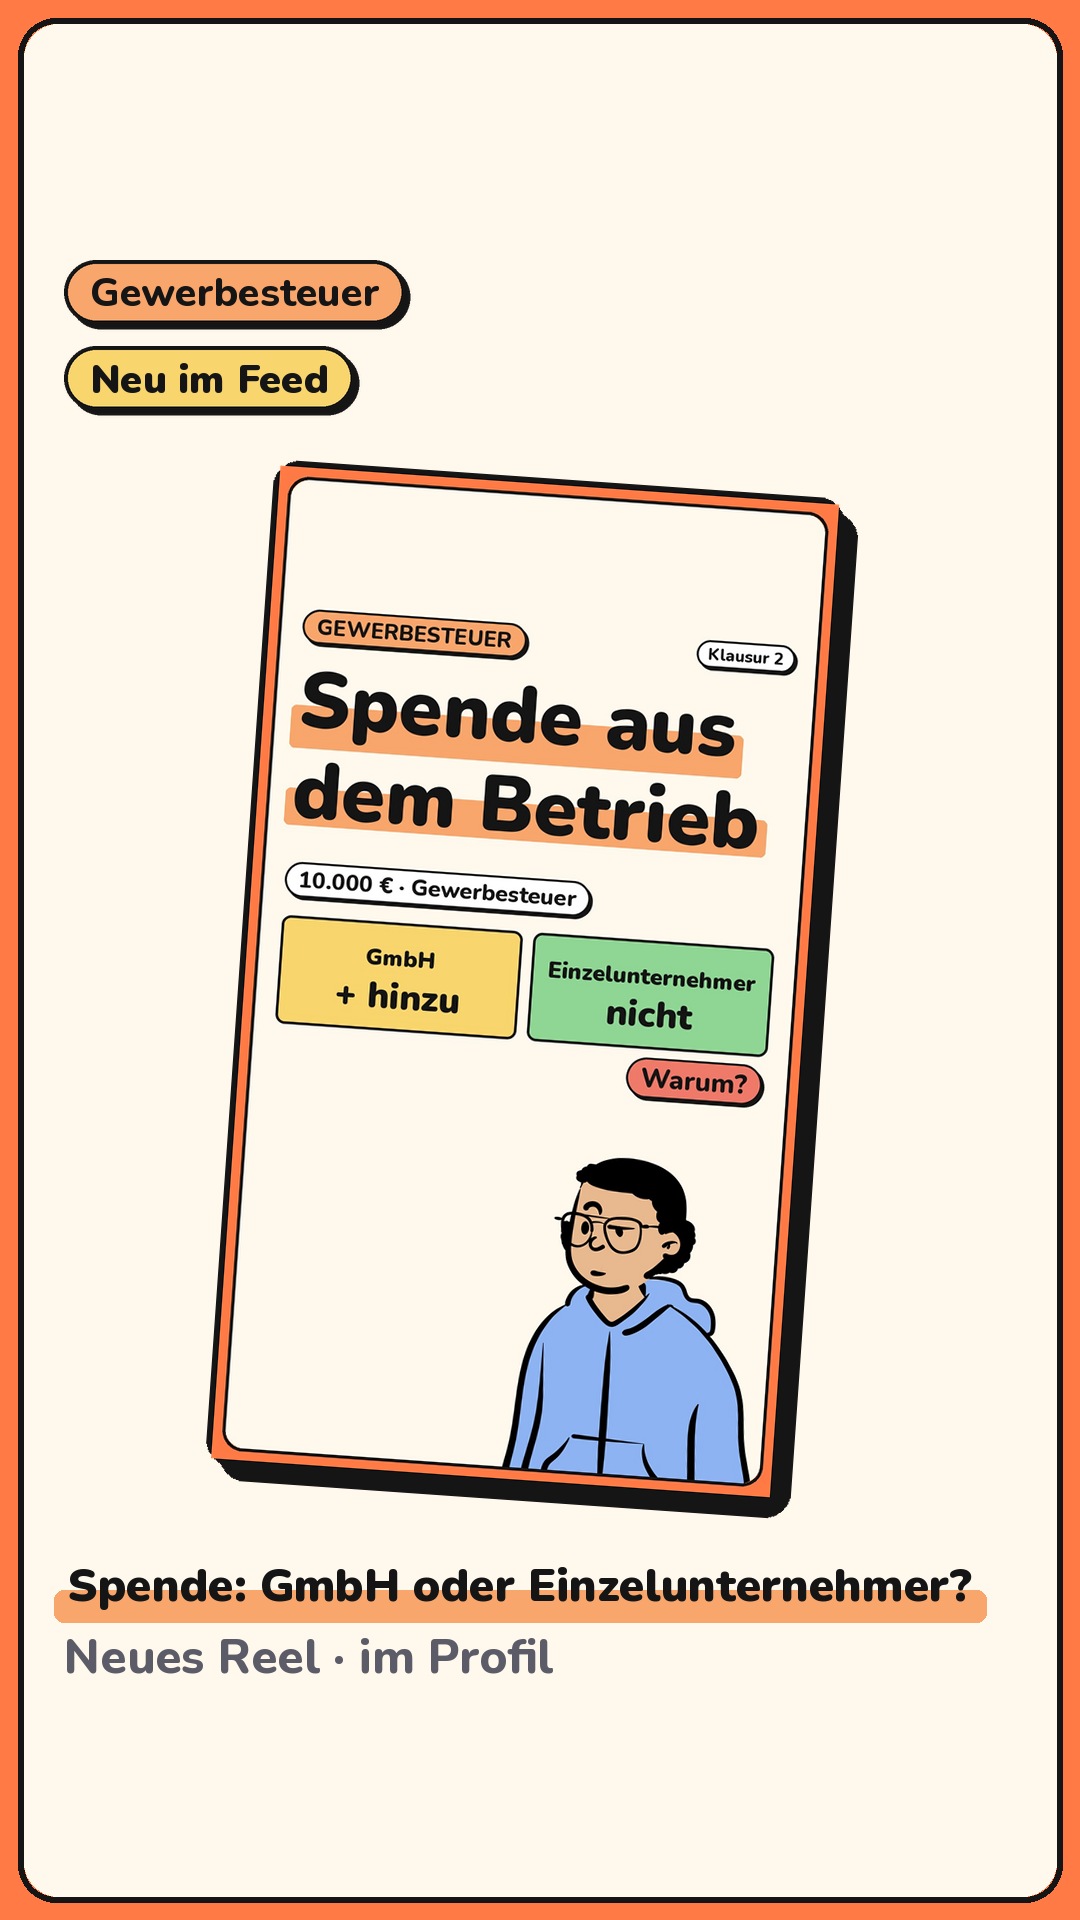 Gewerbesteuer
Neu im Feed
GEWERBESTEUER
Klausur 2
Spende aus
dem Betrieb
10.000 € · Gewerbesteuer
GmbH
+ hinzu
Einzelunternehmer
nicht
Warum?
Spende: GmbH oder Einzelunternehmer?
Neues Reel · im Profil